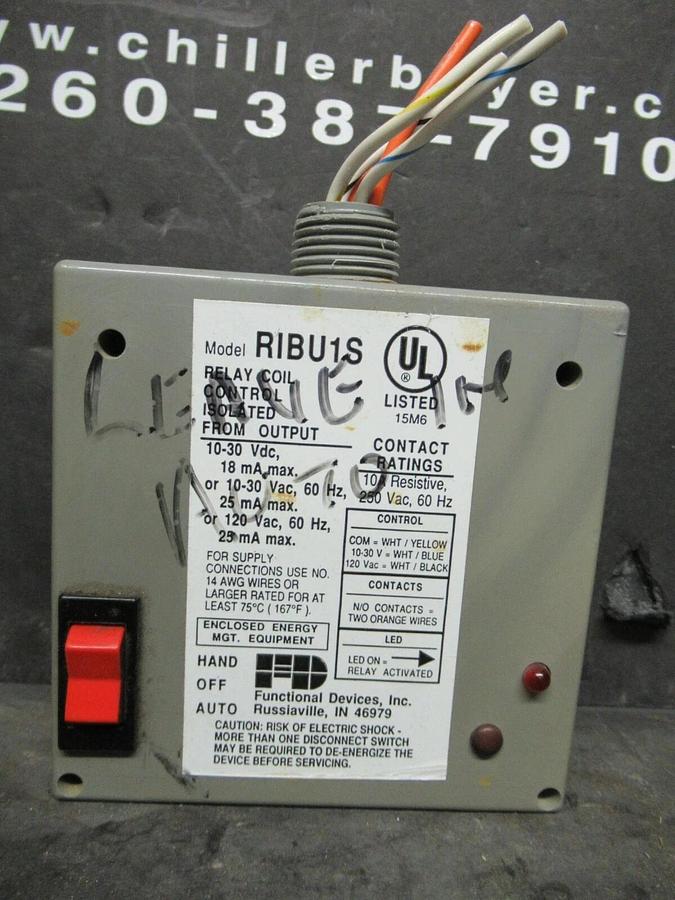 w.chillerb yer.c
260-387-7910
Model RIBU1S
RELAY COIL
CONTROL
ISOLATED
FROM OUTPUT
10-30 Vdc,
18 mA max.
or 10-30 Vac, 60 Hz,
25 mA max.
or 120 Vac, 60 Hz,
25 mA max.
FOR SUPPLY
CONNECTIONS USE NO.
14 AWG WIRES OR
LARGER RATED FOR AT
LEAST 75°C (167°F).
ENCLOSED ENERGY
MGT. EQUIPMENT
UL
®
LISTED
15M6
CONTACT
RATINGS
10A Resistive,
250 Vac, 60 Hz
CONTROL
COM = WHT / YELLOW
10-30 V = WHT / BLUE
120 Vac = WHT / BLACK
CONTACTS
N/O CONTACTS =
TWO ORANGE WIRES
LED
LED ON =
RELAY ACTIVATED
HAND
OFF
AUTO
Functional Devices, Inc.
Russiaville, IN 46979
CAUTION: RISK OF ELECTRIC SHOCK -
MORE THAN ONE DISCONNECT SWITCH
MAY BE REQUIRED TO DE-ENERGIZE THE
DEVICE BEFORE SERVICING.
LEAVE IN
AUTO